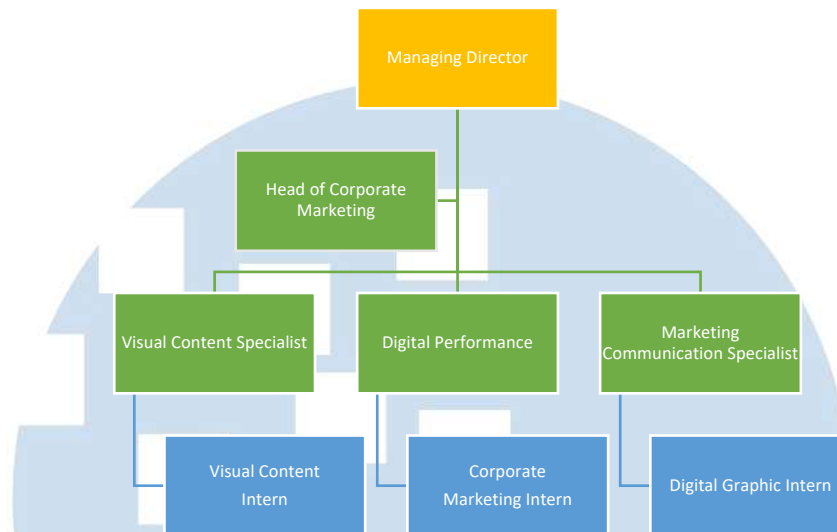 Managing Director
Head of Corporate
Marketing
Visual Content Specialist
Digital Performance
Marketing
Communication Specialist
Visual Content
Intern
Corporate
Marketing Intern
Digital Graphic Intern